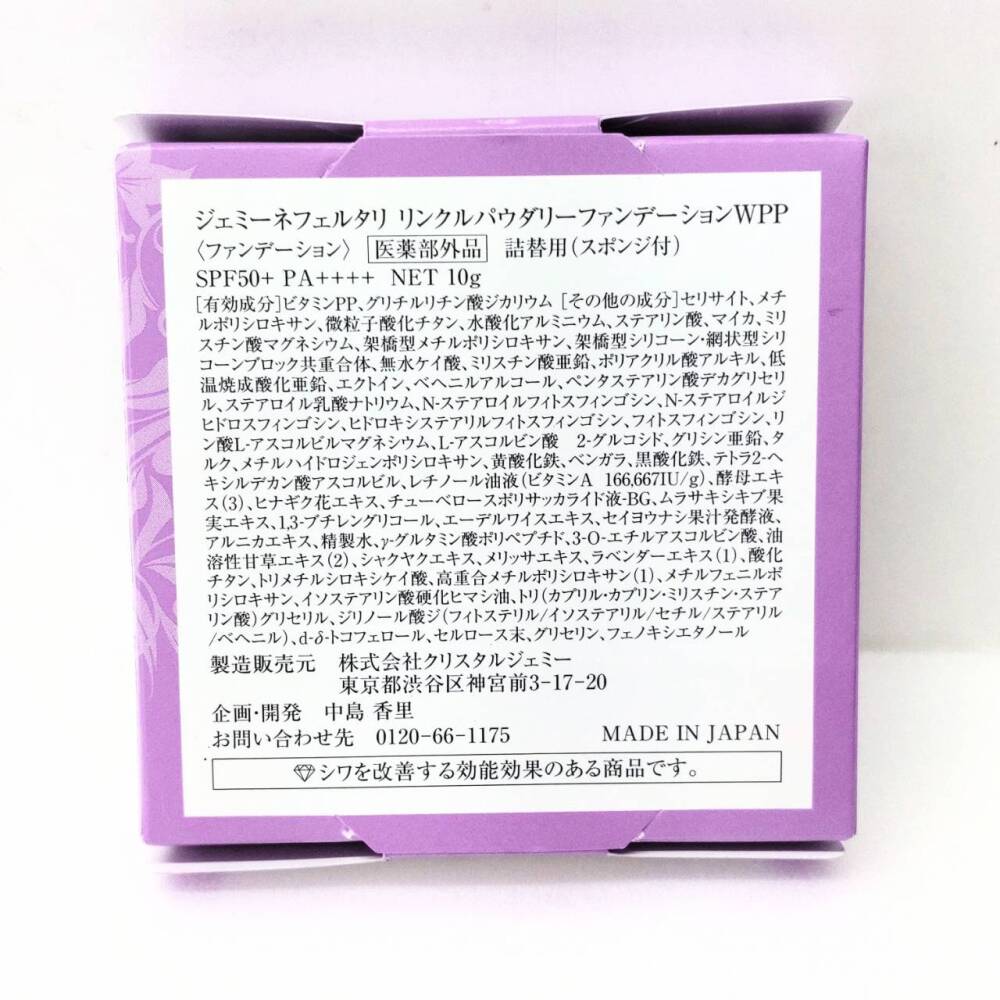 ジェミーネフェルタリ リンクルパウダリーファンデーションWPP
〈ファンデーション〉 医薬部外品 詰替用(スポンジ付)
SPF50+ PA++++ NET 10g
[有効成分]ビタミンPP、グリチルリチン酸ジカリウム [その他の成分]セリサイト、メチ
ルポリシロキサン、微粒子酸化チタン、水酸化アルミニウム、ステアリン酸、マイカ、ミリ
スチン酸マグネシウム、架橋型メチルポリシロキサン、架橋型シリコーン・網状型シリ
コーンブロック共重合体、無水ケイ酸、ミリスチン酸亜鉛、ポリアクリル酸アルキル、低
温焼成酸化亜鉛、エクトイン、ベヘニルアルコール、ペンタステアリン酸デカグリセリ
ル、ステアロイル乳酸ナトリウム、N-ステアロイルフィトスフィンゴシン、N-ステアロイルジ
ヒドロスフィンゴシン、ヒドロキシステアリルフィトスフィンゴシン、フィトスフィンゴシン、リ
ン酸L-アスコルビルマグネシウム、L-アスコルビン酸 2-グルコシド、グリシン亜鉛、タ
ルク、メチルハイドロジェンポリシロキサン、黄酸化鉄、ベンガラ、黒酸化鉄、テトラ2-ヘ
キシルデカン酸アスコルビル、レチノール油液(ビタミンA 166,667IU/g)、酵母エキ
ス(3)、ヒナギク花エキス、チューベロースポリサッカライド液-BG、ムラサキシキブ果
実エキス、1,3-ブチレングリコール、エーデルワイスエキス、セイヨウナシ果汁発酵液、
アルニカエキス、精製水、γ-グルタミン酸ポリペプチド、3-O-エチルアスコルビン酸、油
溶性甘草エキス(2)、シャクヤクエキス、メリッサエキス、ラベンダーエキス(1)、酸化
チタン、トリメチルシロキシケイ酸、高重合メチルポリシロキサン(1)、メチルフェニルポ
リシロキサン、イソステアリン酸硬化ヒマシ油、トリ(カプリル・カプリン・ミリスチン・ステア
リン酸)グリセリル、ジリノール酸ジ(フィトステリル/イソステアリル/セチル/ステアリル
/ベヘニル)、d-δ-トコフェロール、セルロース末、グリセリン、フェノキシエタノール
製造販売元 株式会社クリスタルジェミー
東京都渋谷区神宮前3-17-20
企画・開発 中島 香里
お問い合わせ先 0120-66-1175 MADE IN JAPAN
シワを改善する効能効果のある商品です。